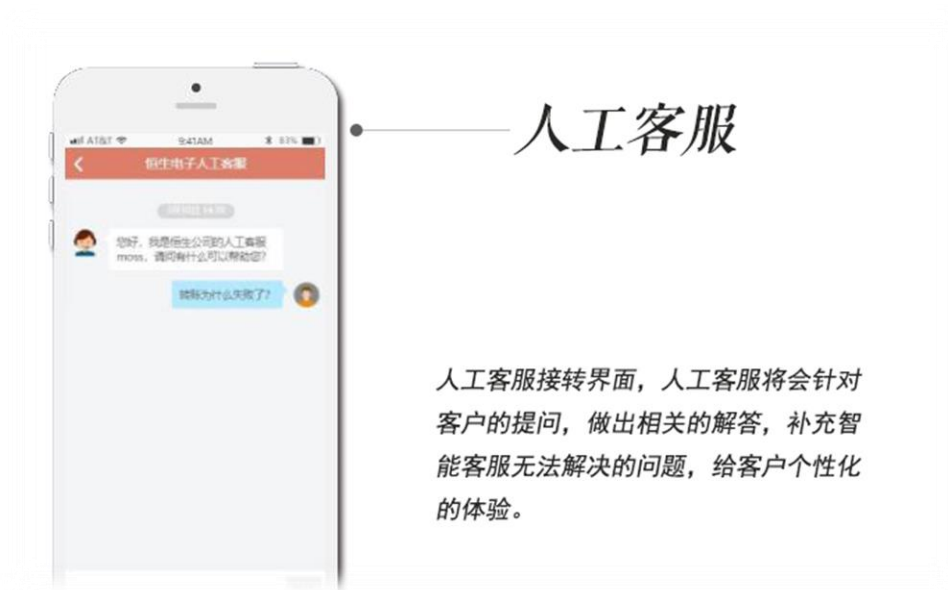 AT&T
9:41AM
83%
人工客服
恒生电子人工客服
您好，我是恒生公司的人工客服
moss，请问有什么可以帮助您？
转账为什么失败了？
人工客服接转界面，人工客服将会针对
客户的提问，做出相关的解答，补充智
能客服无法解决的问题，给客户个性化
的体验。